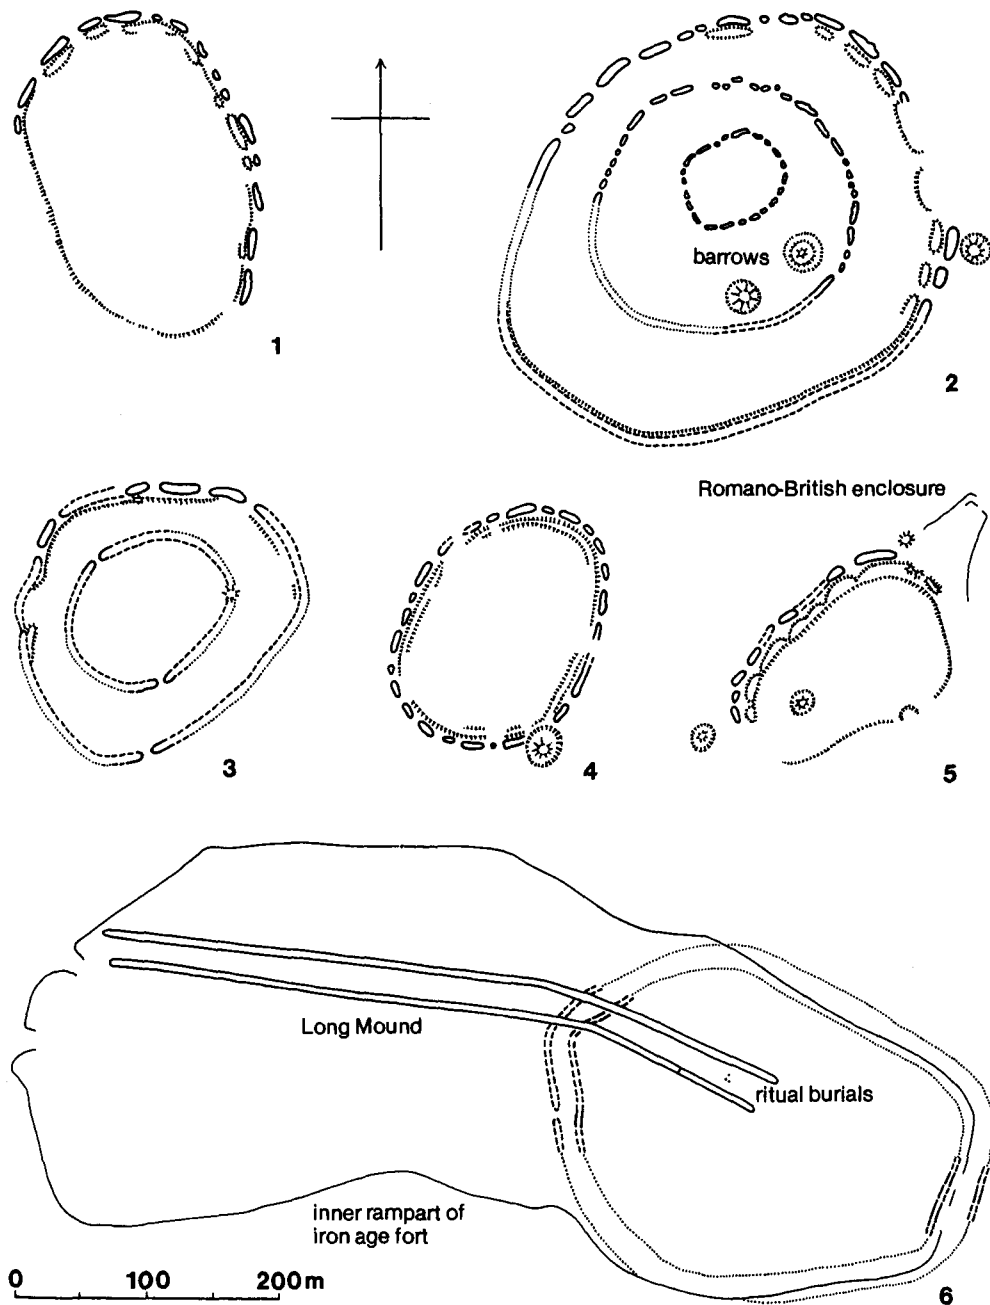 1
barrows
2
Romano-British enclosure
3
4
5
Long Mound
ritual burials
inner rampart of
iron age fort
0 100 200m
6